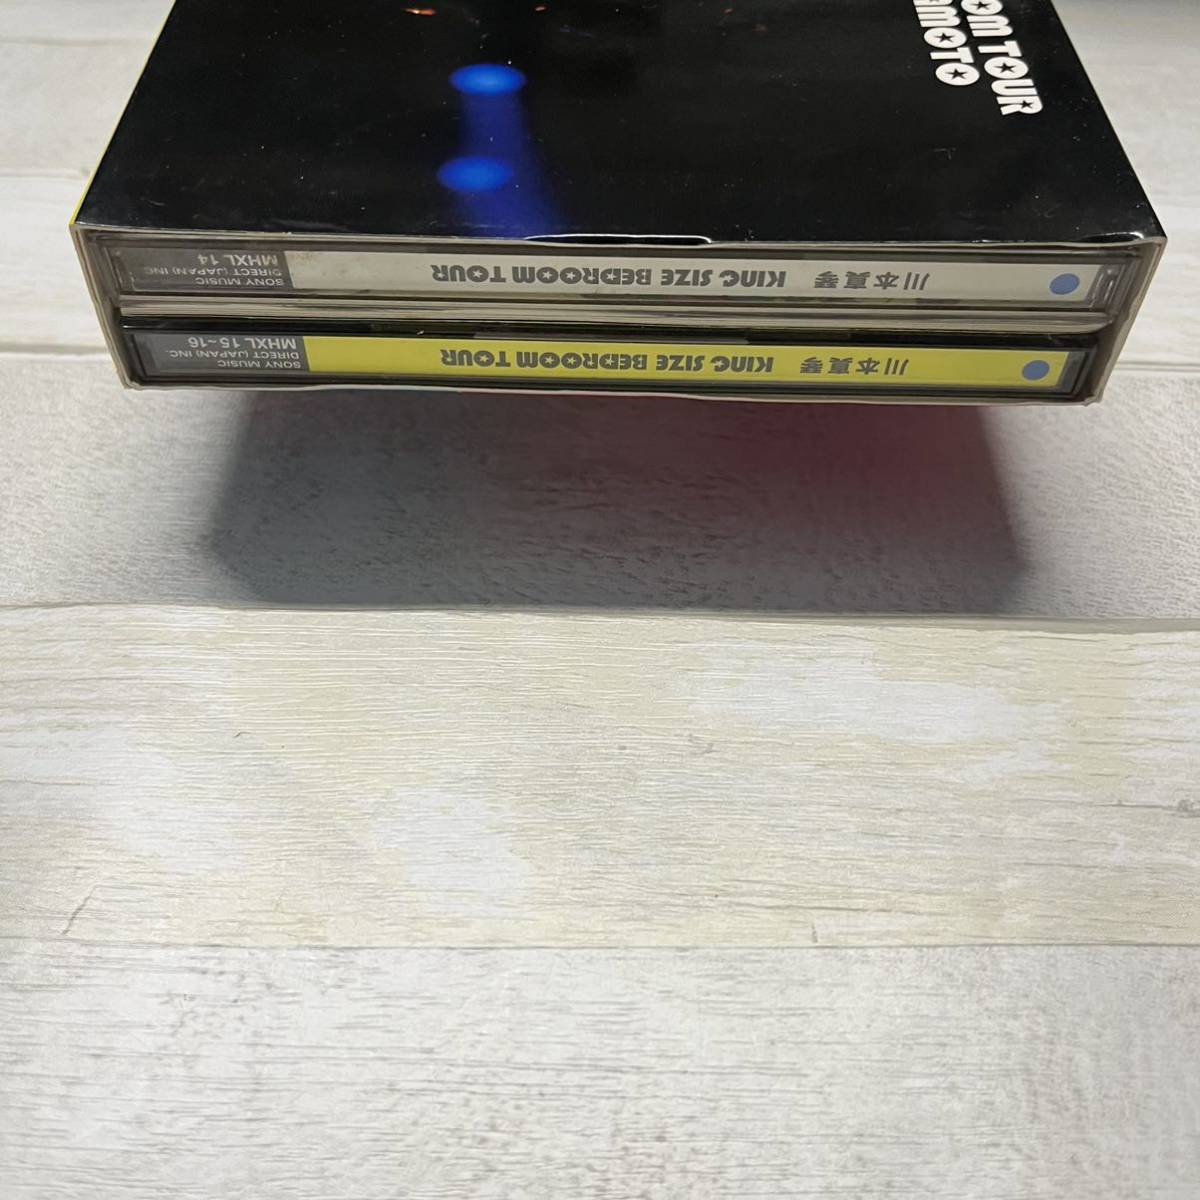 OM TOUR
AMOTO
川本真琴 KING SIZE BEDROOM TOUR
SONY MUSIC
DIRECT (JAPAN) INC.
MHXL 14
川本真琴 KING SIZE BEDROOM TOUR
SONY MUSIC
DIRECT (JAPAN) INC.
MHXL 15~16